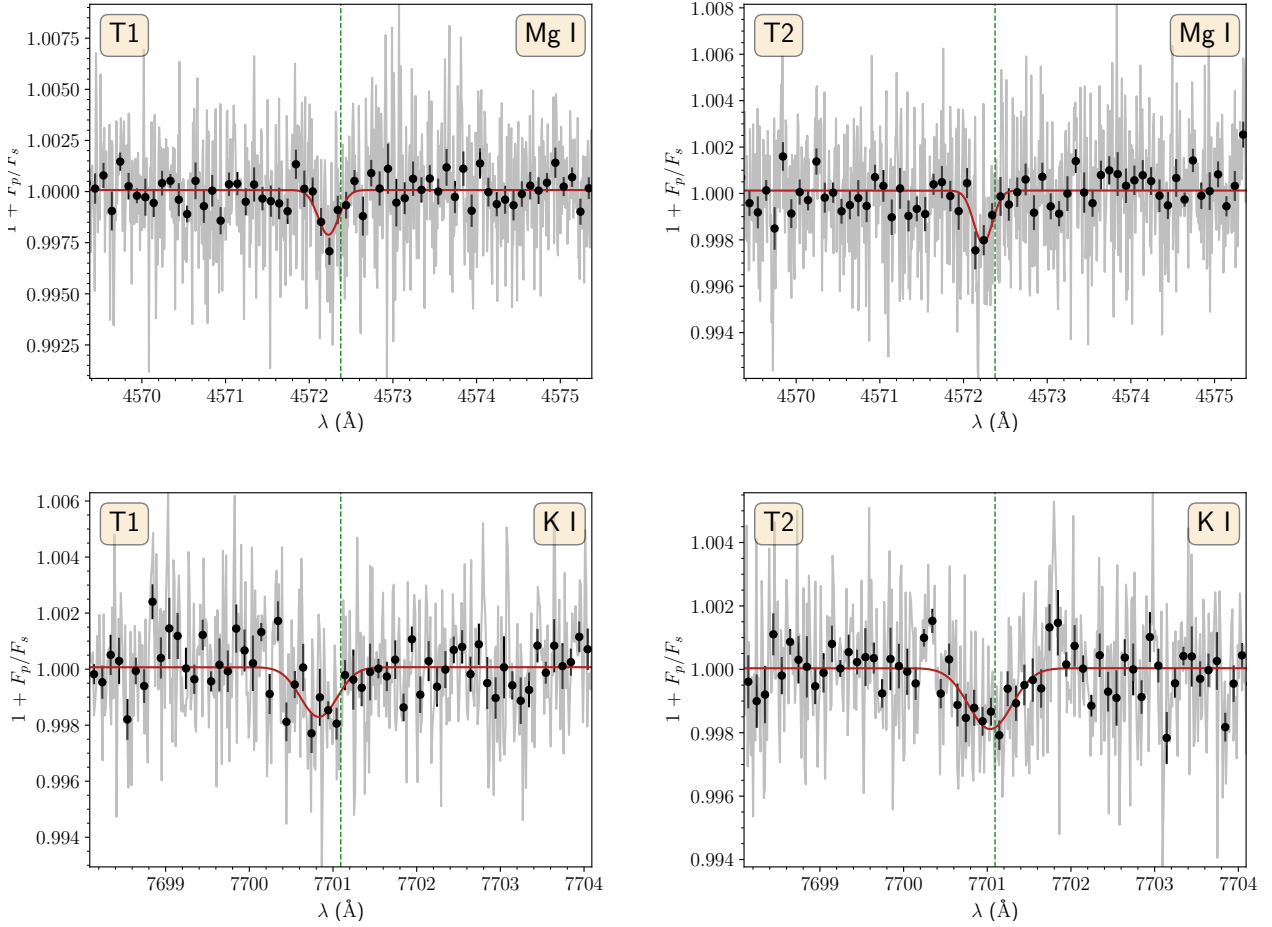 T1
Mg I
1.0075
1.0050
1.0025
1.0000
0.9975
0.9950
0.9925
1 + F_p/F_s
4570 4571 4572 4573 4574 4575
λ (Å)
T2
Mg I
1.008
1.006
1.004
1.002
1.000
0.998
0.996
0.994
1 + F_p/F_s
4570 4571 4572 4573 4574 4575
λ (Å)
T1
K I
1.006
1.004
1.002
1.000
0.998
0.996
0.994
1 + F_p/F_s
7699 7700 7701 7702 7703 7704
λ (Å)
T2
K I
1.004
1.002
1.000
0.998
0.996
0.994
1 + F_p/F_s
7699 7700 7701 7702 7703 7704
λ (Å)